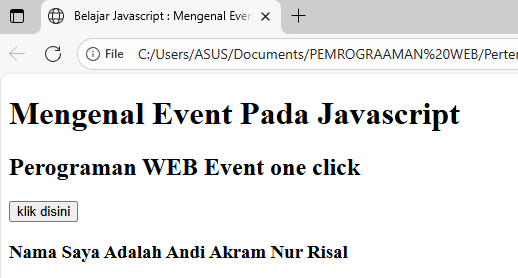 Belajar Javascript : Mengenal Even
File
C:/Users/ASUS/Documents/PEMROGRAAMAN%20WEB/Perter
Mengenal Event Pada Javascript
Perograman WEB Event one click
klik disini
Nama Saya Adalah Andi Akram Nur Risal